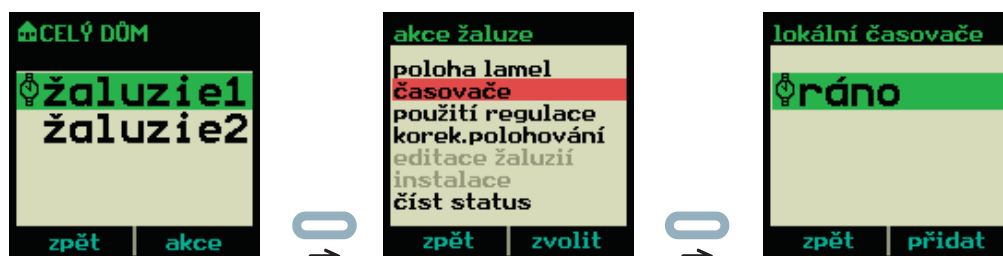 CELÝ DŮM
žaluzie1
žaluzie2
zpět akce
akce žaluze
poloha lamel
časovače
použití regulace
korek.polohování
editace žaluzií
instalace
číst status
zpět zvolit
lokální časovače
ráno
zpět přidat